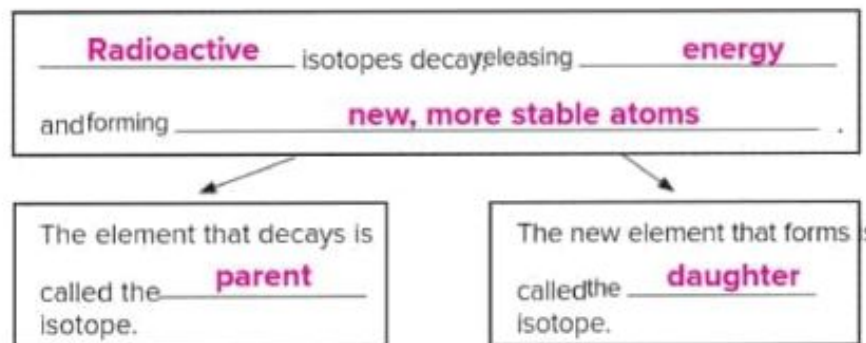 Radioactive isotopes decay, releasing energy
and forming new, more stable atoms .
The element that decays is
called the parent
isotope.
The new element that forms is
called the daughter
isotope.